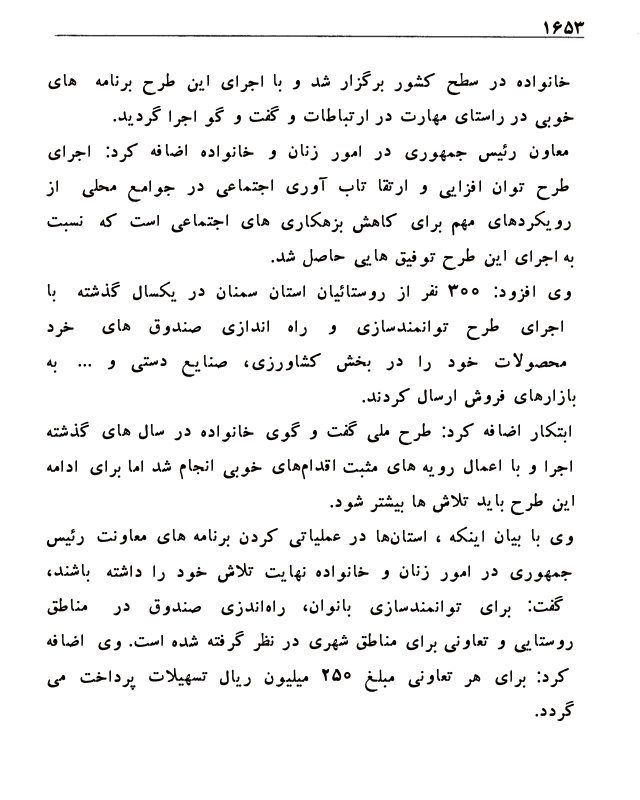 ۱۶۵۳
خانواده در سطح کشور برگزار شد و با اجرای این طرح برنامه های
خوبی در راستای مهارت در ارتباطات و گفت و گو اجرا گردید.
معاون رئیس جمهوری در امور زنان و خانواده اضافه کرد: اجرای
طرح توان افزایی و ارتقا تاب آوری اجتماعی در جوامع محلی از
رویکردهای مهم برای کاهش بزهکاری های اجتماعی است که نسبت
به اجرای این طرح توفیق هایی حاصل شد.
وی افزود: ۳۰۰ نفر از روستائیان استان سمنان در یکسال گذشته با
اجرای طرح توانمندسازی و راه اندازی صندوق های خرد
محصولات خود را در بخش کشاورزی، صنایع دستی و ... به
بازارهای فروش ارسال کردند.
ابتکار اضافه کرد: طرح ملی گفت و گوی خانواده در سال های گذشته
اجرا و با اعمال رویه های مثبت اقدام‌های خوبی انجام شد اما برای ادامه
این طرح باید تلاش ها بیشتر شود.
وی با بیان اینکه ، استان‌ها در عملیاتی کردن برنامه های معاونت رئیس
جمهوری در امور زنان و خانواده نهایت تلاش خود را داشته باشند،
گفت: برای توانمندسازی بانوان، راه‌اندزی صندوق در مناطق
روستایی و تعاونی برای مناطق شهری در نظر گرفته شده است. وی اضافه
کرد: برای هر تعاونی مبلغ ۲۵۰ میلیون ریال تسهیلات پرداخت می
گردد.